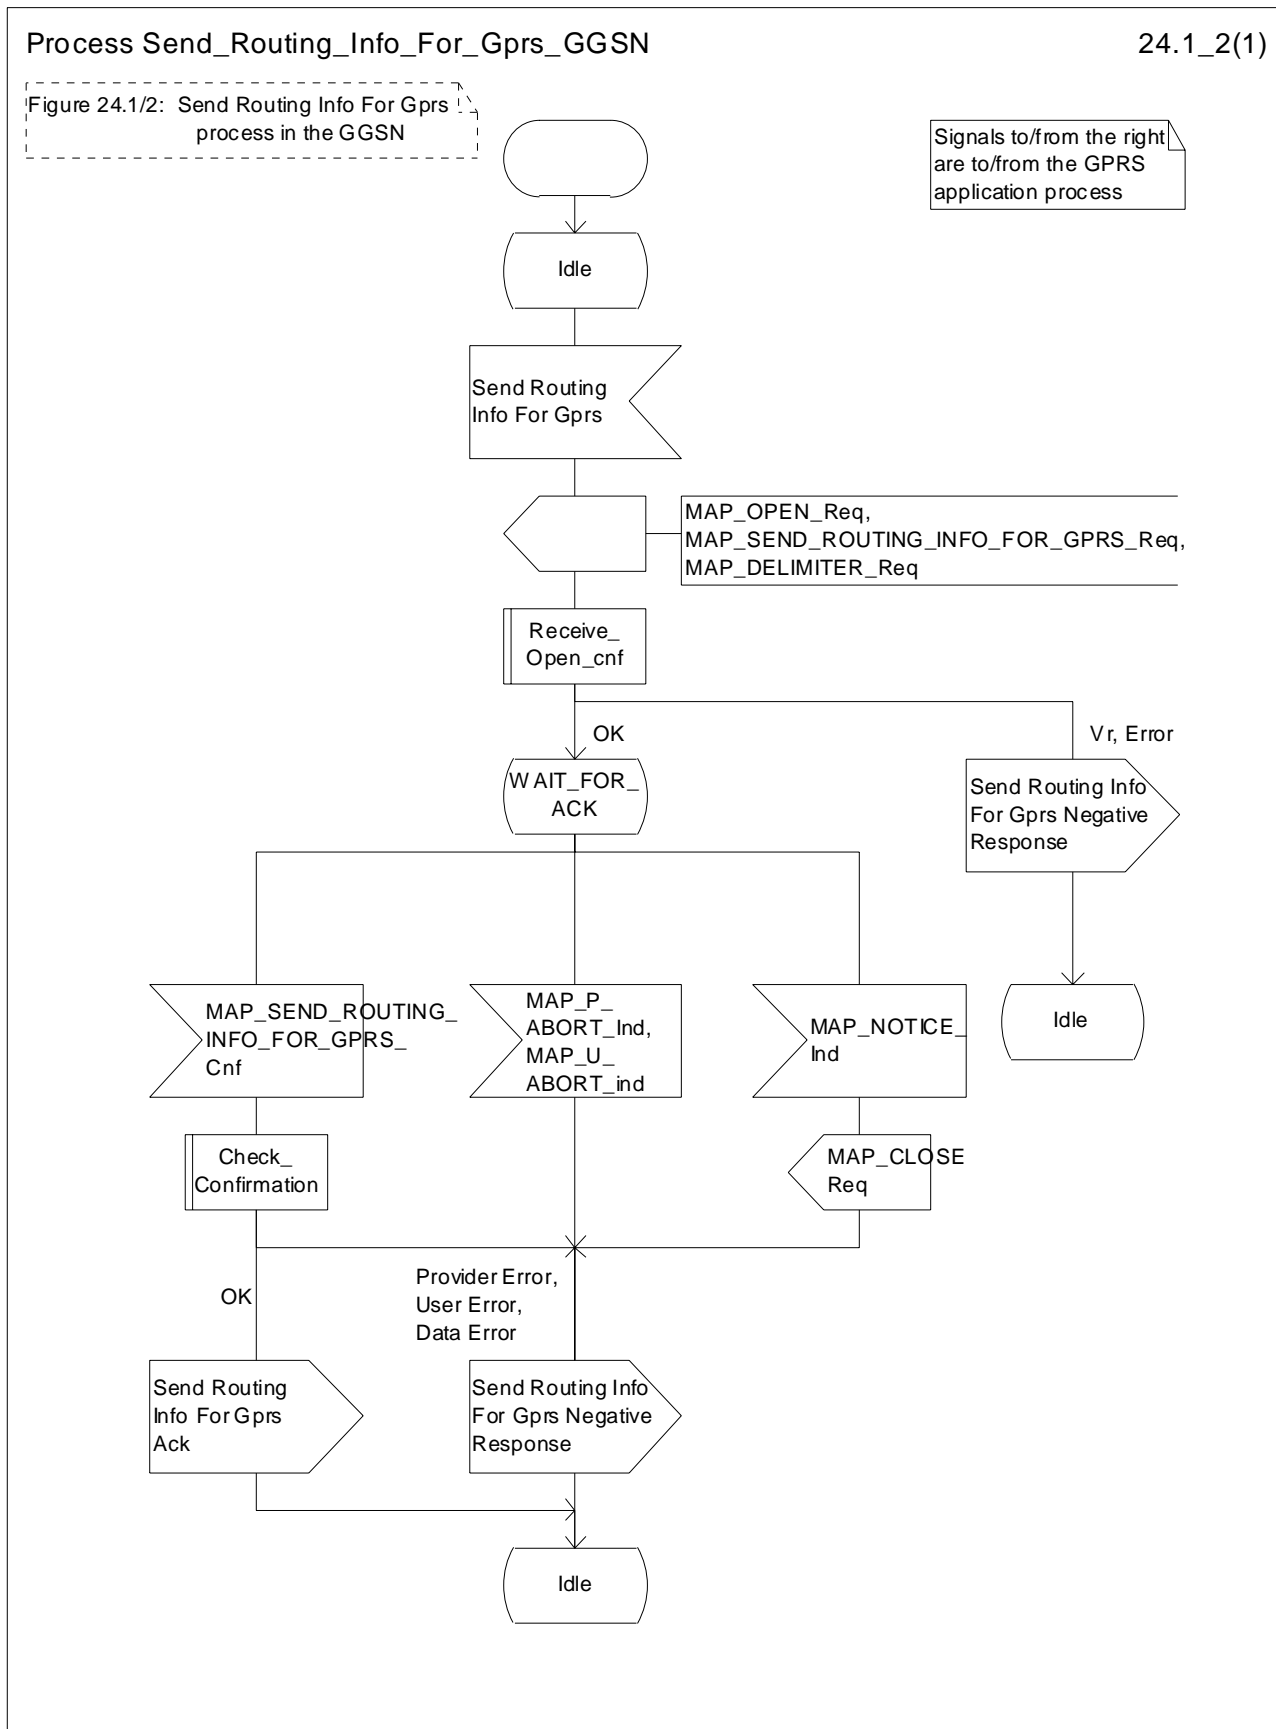 Process Send_Routing_Info_For_Gprs_GGSN
24.1_2(1)
Figure 24.1/2: Send Routing Info For Gprs
process in the GGSN
Signals to/from the right
are to/from the GPRS
application process
Idle
Send Routing
Info For Gprs
MAP_OPEN_Req,
MAP_SEND_ROUTING_INFO_FOR_GPRS_Req,
MAP_DELIMITER_Req
Receive_
Open_cnf
OK
Vr, Error
WAIT_FOR_
ACK
Send Routing Info
For Gprs Negative
Response
MAP_SEND_ROUTING_
INFO_FOR_GPRS_
Cnf
MAP_P_
ABORT_Ind,
MAP_U_
ABORT_ind
MAP_NOTICE_
Ind
Idle
Check_
Confirmation
MAP_CLOSE
Req
OK
Provider Error,
User Error,
Data Error
Send Routing
Info For Gprs
Ack
Send Routing Info
For Gprs Negative
Response
Idle